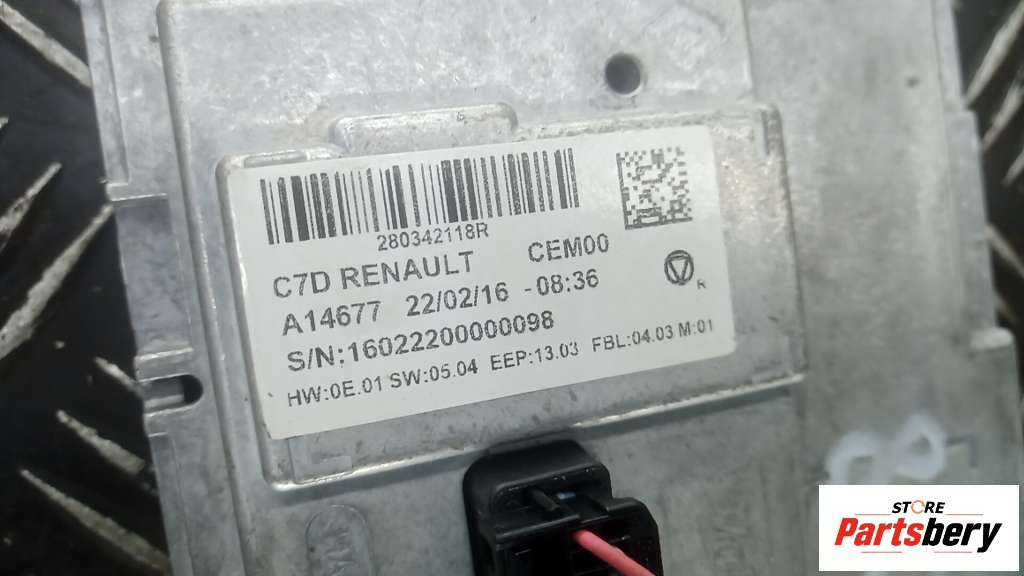 280342118R
C7D RENAULT CEM00
A14677 22/02/16 - 08:36
R
S/N:16022200000098
HW:0E.01 SW:05.04 EEP:13.03 FBL:04.03 M:01
STORE
Partsbery